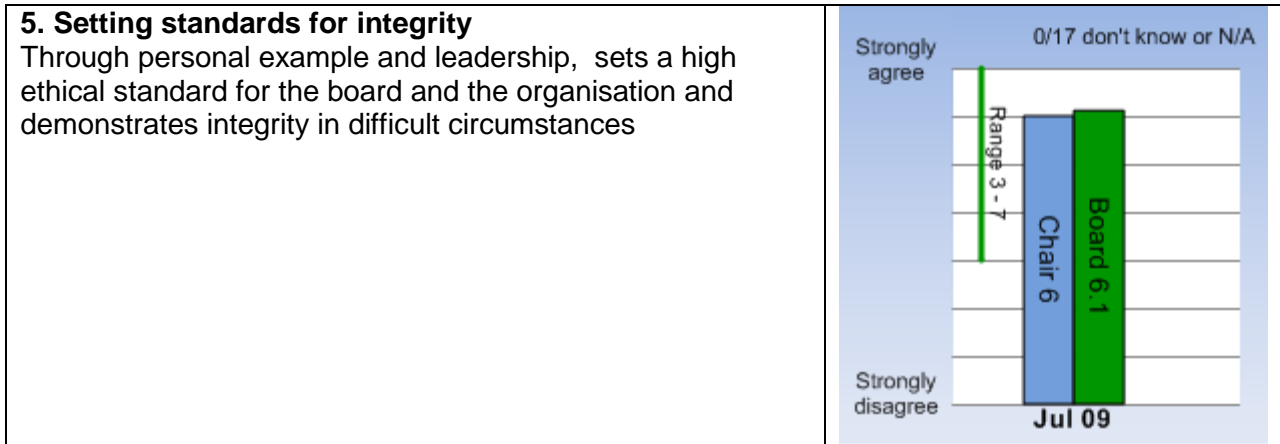 5. Setting standards for integrity
Through personal example and leadership, sets a high
ethical standard for the board and the organisation and
demonstrates integrity in difficult circumstances
0/17 don't know or N/A
Strongly
agree
Range 3 - 7
Chair 6
Board 6.1
Strongly
disagree
Jul 09